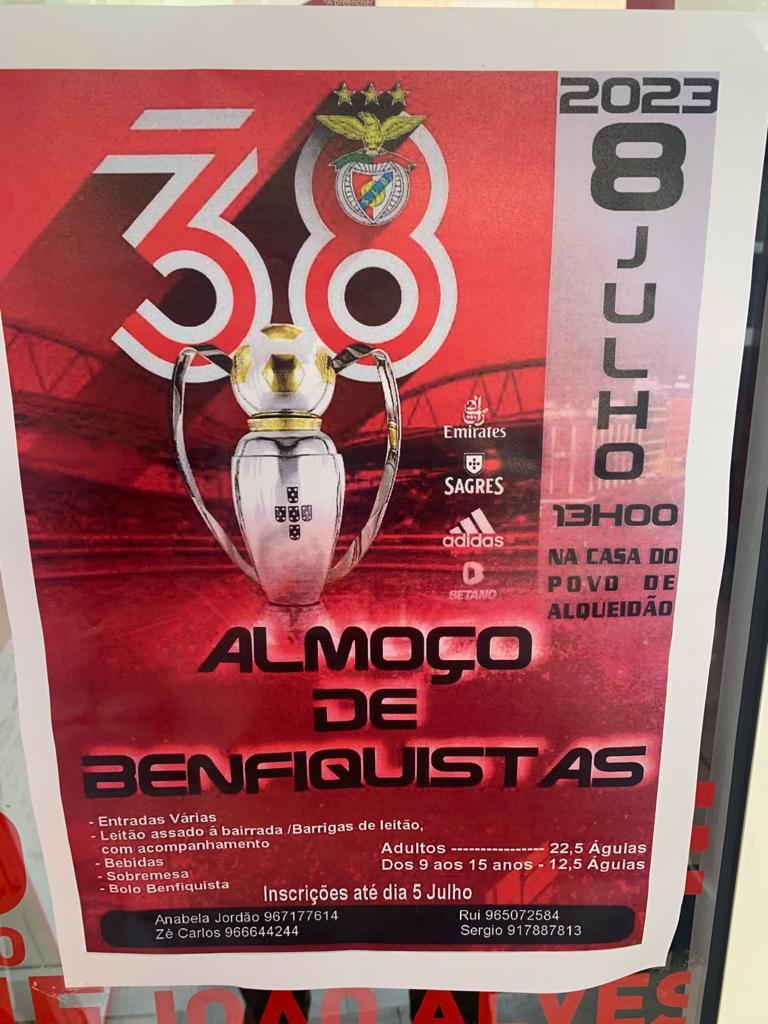 38
2023
8
JULHO
13H00
NA CASA DO
POVO DE
ALQUEIDÃO
Emirates
SAGRES
adidas
BETANO
ALMOÇO
DE
BENFIQUISTAS
- Entradas Várias
- Leitão assado á bairrada /Barrigas de leitão,
com acompanhamento
- Bebidas
- Sobremesa
- Bolo Benfiquista
Adultos ---------------- 22,5 Águias
Dos 9 aos 15 anos - 12,5 Águias
Inscrições até dia 5 Julho
Anabela Jordão 967177614
Zé Carlos 966644244
Rui 965072584
Sergio 917887813
JOÃO ALVES